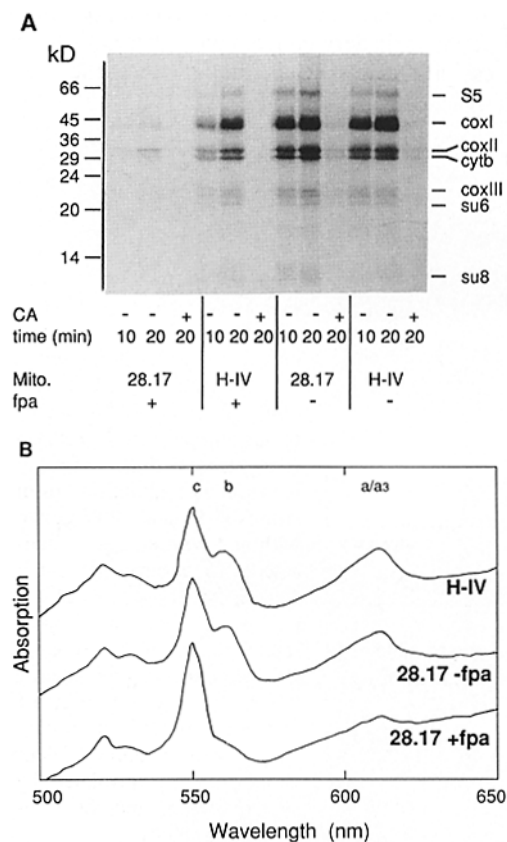 A
kD
66
45
36
29
24
20
14
S5
coxI
coxII
cytb
coxIII
su6
su8
CA - - + - - + - - + - - +
time (min) 10 20 20 10 20 20 10 20 20 10 20 20
Mito. 28.17 H-IV 28.17 H-IV
fpa + + - -
B
c b a/a3
H-IV
28.17 -fpa
28.17 +fpa
Absorption
500 550 600 650
Wavelength (nm)